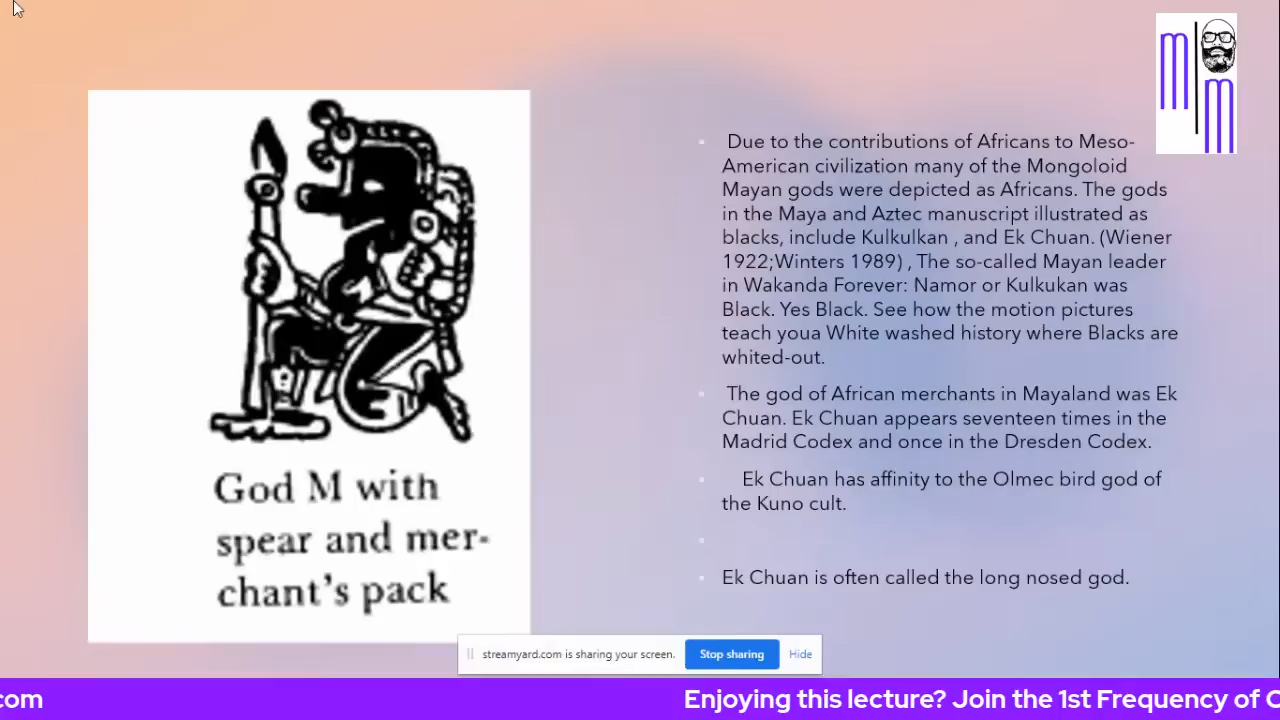 God M with
spear and mer-
chant's pack
Due to the contributions of Africans to Meso-
American civilization many of the Mongoloid
Mayan gods were depicted as Africans. The gods
in the Maya and Aztec manuscript illustrated as
blacks, include Kulkulkan , and Ek Chuan. (Wiener
1922;Winters 1989) , The so-called Mayan leader
in Wakanda Forever: Namor or Kulkukan was
Black. Yes Black. See how the motion pictures
teach youa White washed history where Blacks are
whited-out.
The god of African merchants in Mayaland was Ek
Chuan. Ek Chuan appears seventeen times in the
Madrid Codex and once in the Dresden Codex.
Ek Chuan has affinity to the Olmec bird god of
the Kuno cult.
Ek Chuan is often called the long nosed god.
m
m
streamyard.com is sharing your screen. Stop sharing Hide
com Enjoying this lecture? Join the 1st Frequency of